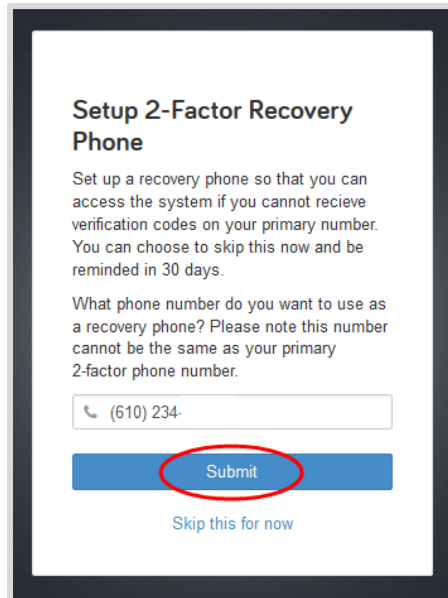 Setup 2-Factor Recovery
Phone
Set up a recovery phone so that you can
access the system if you cannot recieve
verification codes on your primary number.
You can choose to skip this now and be
reminded in 30 days.
What phone number do you want to use as
a recovery phone? Please note this number
cannot be the same as your primary
2-factor phone number.
(610) 234-
Submit
Skip this for now